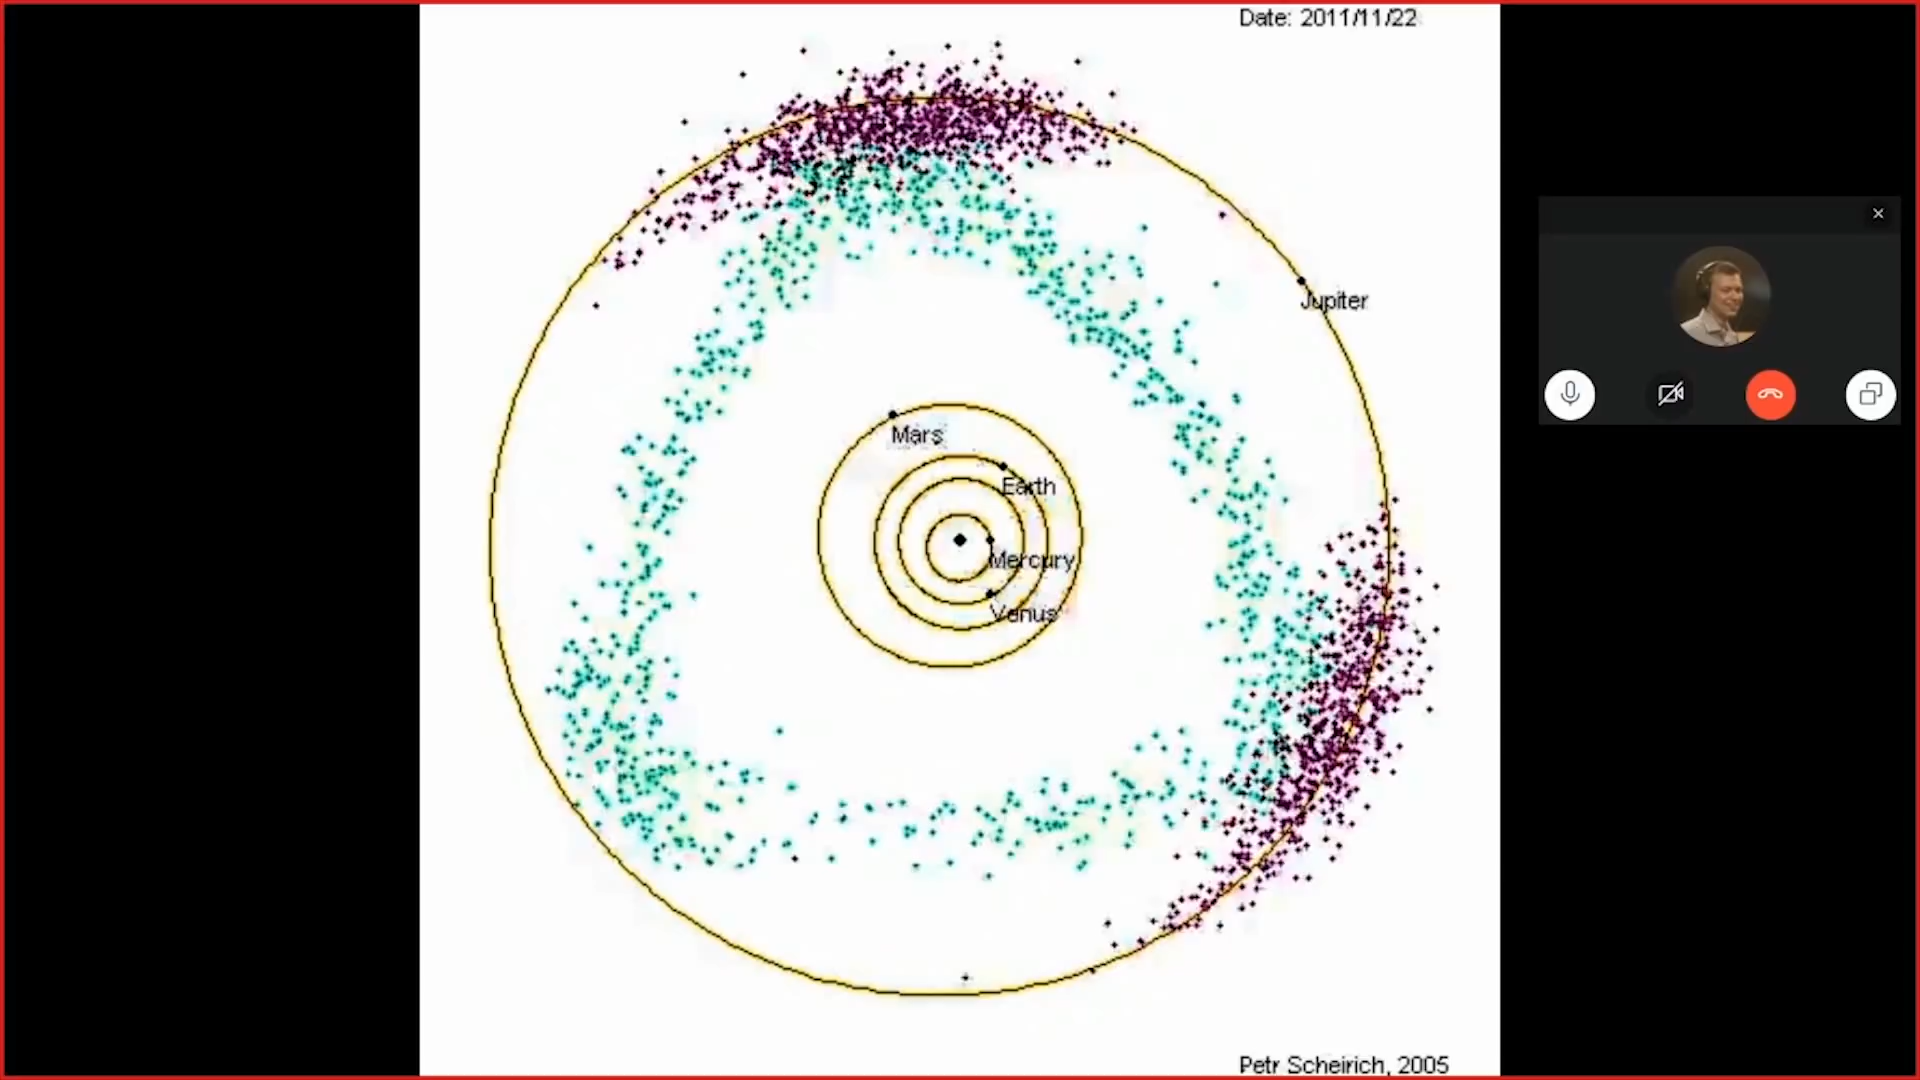 Date: 2011/11/22
Jupiter
Mars
Earth
Mercury
Venus
Petr Scheirich, 2005